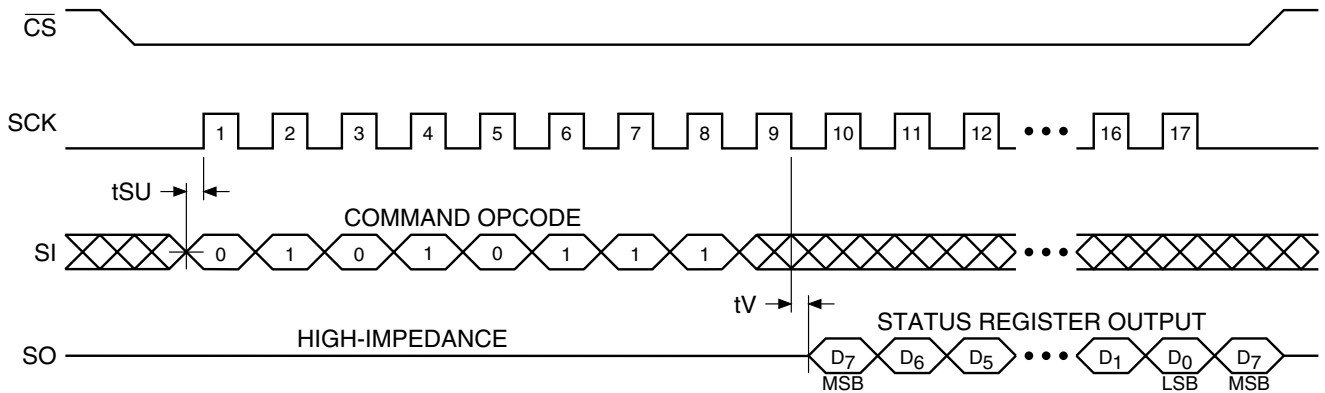 CS
SCK 1 2 3 4 5 6 7 8 9 10 11 12 16 17
tSU
COMMAND OPCODE
SI 0 1 0 1 0 1 1 1
tV
STATUS REGISTER OUTPUT
HIGH-IMPEDANCE
SO D7 D6 D5 D1 D0 D7
MSB LSB MSB